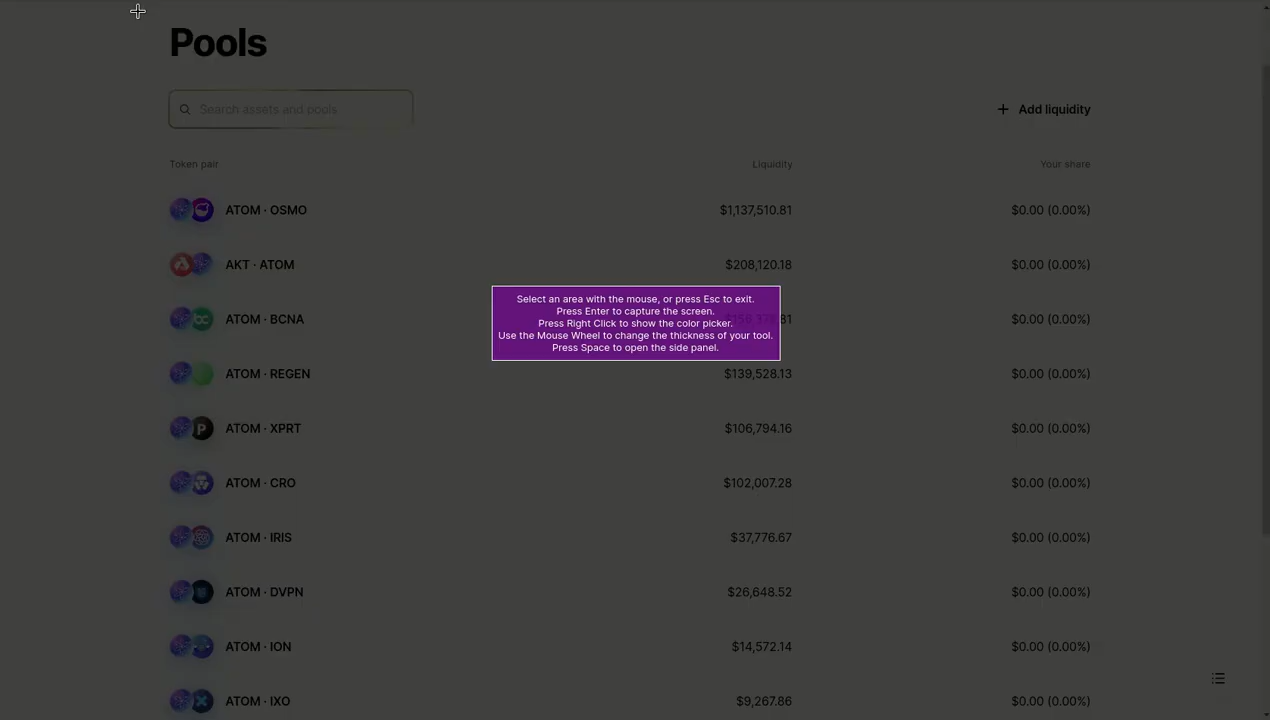 Pools
Search assets and pools
+ Add liquidity
Token pair Liquidity Your share
ATOM · OSMO $1,137,510.81 $0.00 (0.00%)
AKT · ATOM $208,120.18 $0.00 (0.00%)
Select an area with the mouse, or press Esc to exit.
Press Enter to capture the screen.
Press Right Click to show the color picker.
Use the Mouse Wheel to change the thickness of your tool.
Press Space to open the side panel.
ATOM · BCNA $0.00 (0.00%)
ATOM · REGEN $139,528.13 $0.00 (0.00%)
ATOM · XPRT $106,794.16 $0.00 (0.00%)
ATOM · CRO $102,007.28 $0.00 (0.00%)
ATOM · IRIS $37,776.67 $0.00 (0.00%)
ATOM · DVPN $26,648.52 $0.00 (0.00%)
ATOM · ION $14,572.14 $0.00 (0.00%)
ATOM · IXO $9,267.86 $0.00 (0.00%)